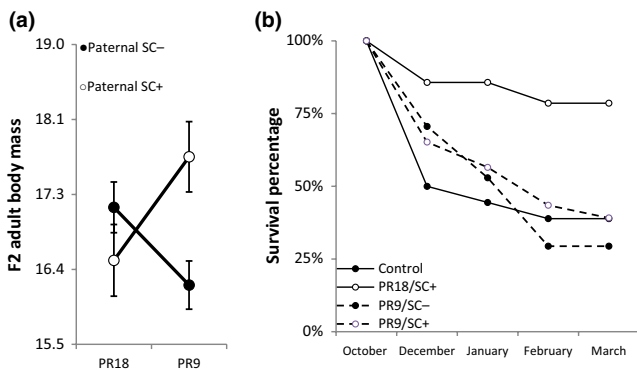 (a)
Paternal SC–
Paternal SC+
F2 adult body mass
19.0
18.1
17.3
16.4
15.5
PR18
PR9
(b)
Survival percentage
100%
75%
50%
25%
0%
Control
PR18/SC+
PR9/SC–
PR9/SC+
October
December
January
February
March